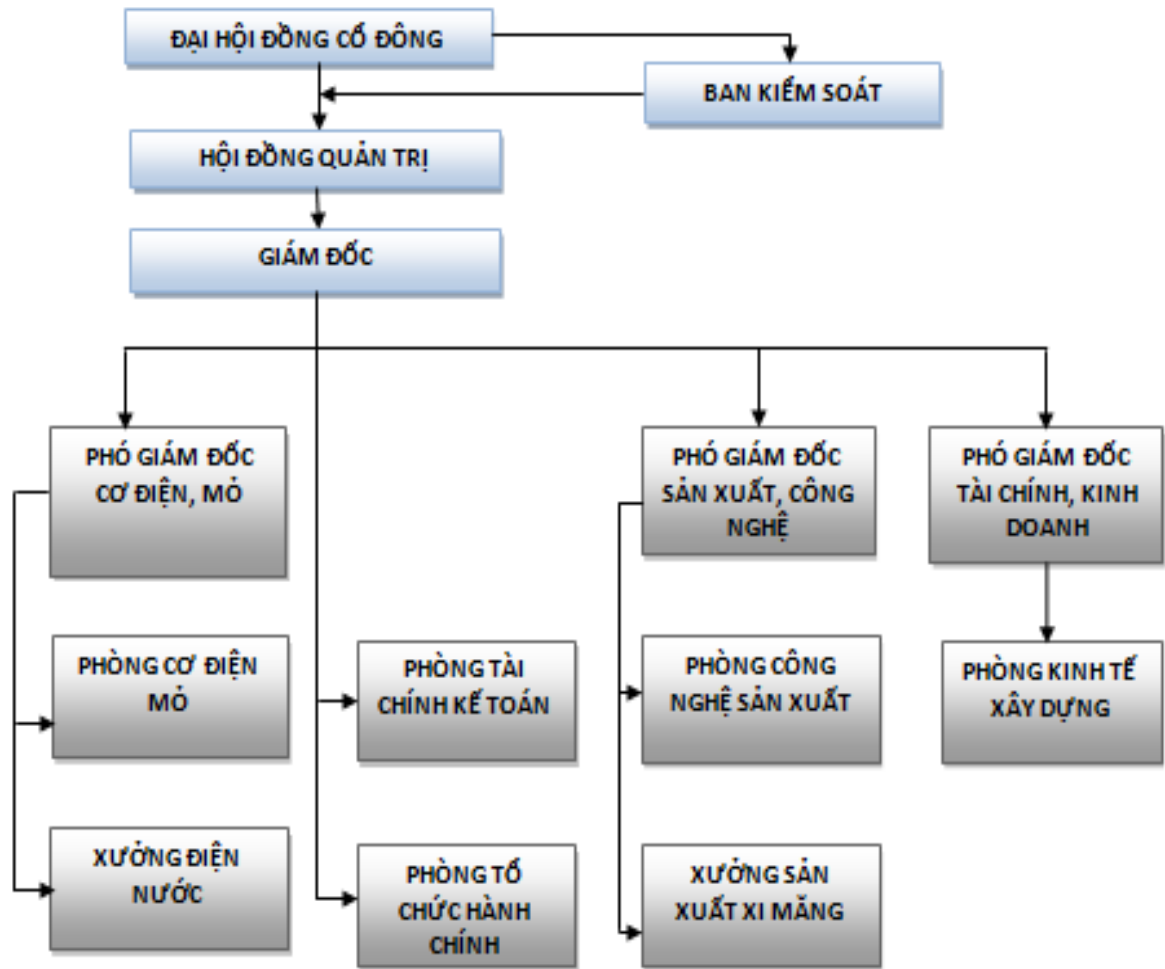 ĐẠI HỘI ĐỒNG CỔ ĐÔNG
BAN KIỂM SOÁT
HỘI ĐỒNG QUẢN TRỊ
GIÁM ĐỐC
PHÓ GIÁM ĐỐC
CƠ ĐIỆN, MỎ
PHÓ GIÁM ĐỐC
SẢN XUẤT, CÔNG
NGHỆ
PHÓ GIÁM ĐỐC
TÀI CHÍNH, KINH
DOANH
PHÒNG CƠ ĐIỆN
MỎ
PHÒNG TÀI
CHÍNH KẾ TOÁN
PHÒNG CÔNG
NGHỆ SẢN XUẤT
PHÒNG KINH TẾ
XÂY DỰNG
XƯỞNG ĐIỆN
NƯỚC
PHÒNG TỔ
CHỨC HÀNH
CHÍNH
XƯỞNG SẢN
XUẤT XI MĂNG